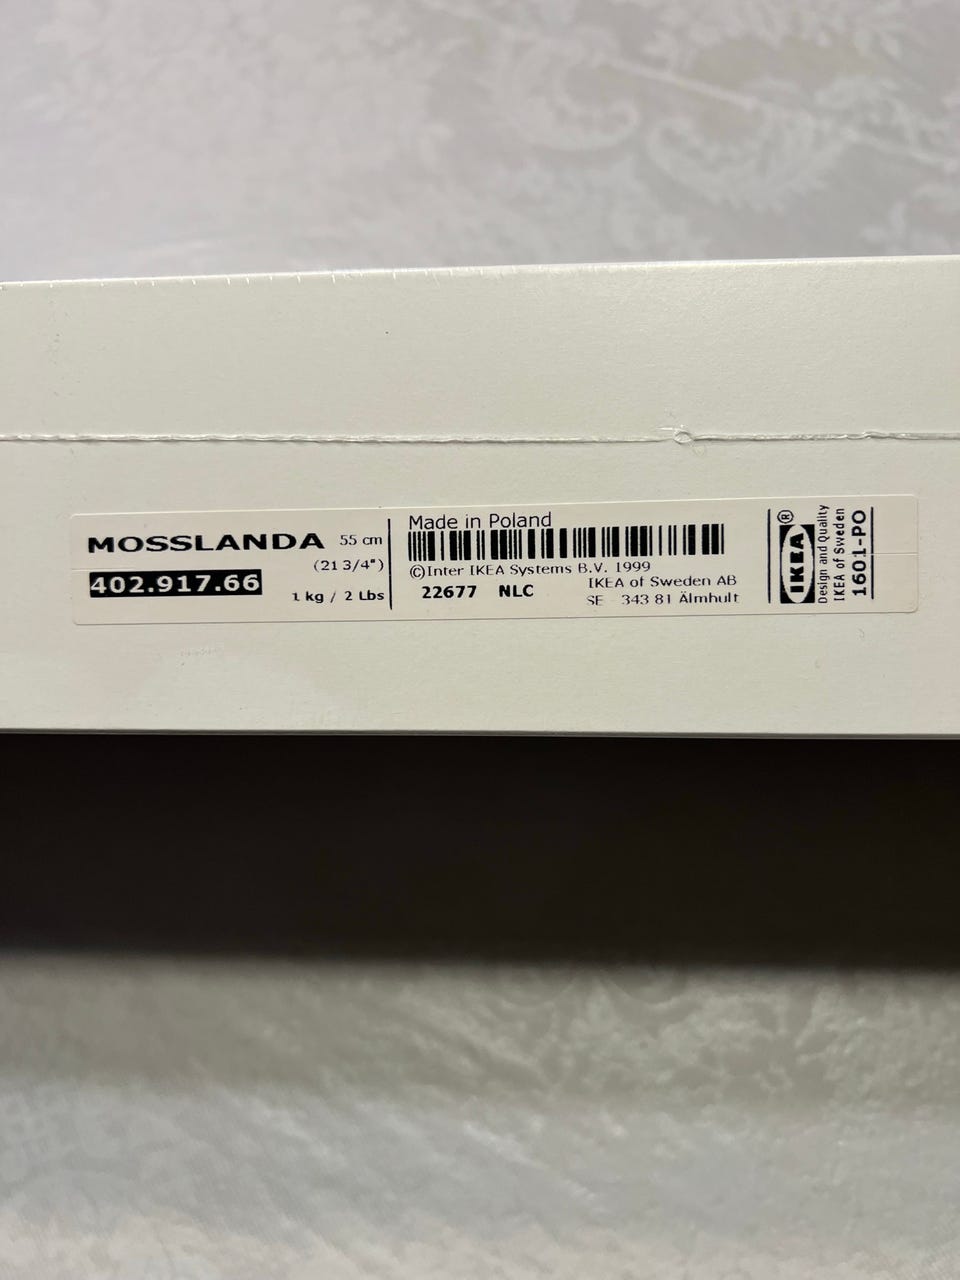 MOSSLANDA 55 cm
(21 3/4")
402.917.66
1 kg / 2 Lbs
Made in Poland
©Inter IKEA Systems B.V. 1999
22677 NLC
IKEA of Sweden AB
SE 343 81 Älmhult
IKEA®
Design and Quality
IKEA of Sweden
1601-PO